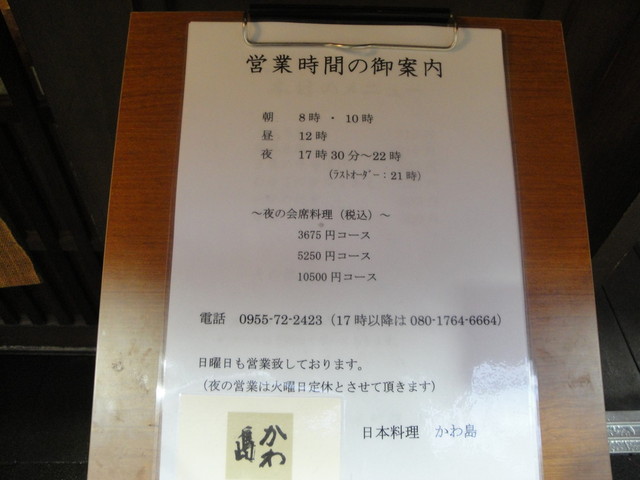 営業時間の御案内
朝 8時・10時
昼 12時
夜 17時30分～22時
（ﾗｽﾄｵｰﾀﾞｰ：21時）
～夜の会席料理（税込）～
3675円コース
5250円コース
10500円コース
電話 0955-72-2423（17時以降は 080-1764-6664）
日曜日も営業致しております。
（夜の営業は火曜日定休とさせて頂きます）
日本料理 かわ島
かわ
島